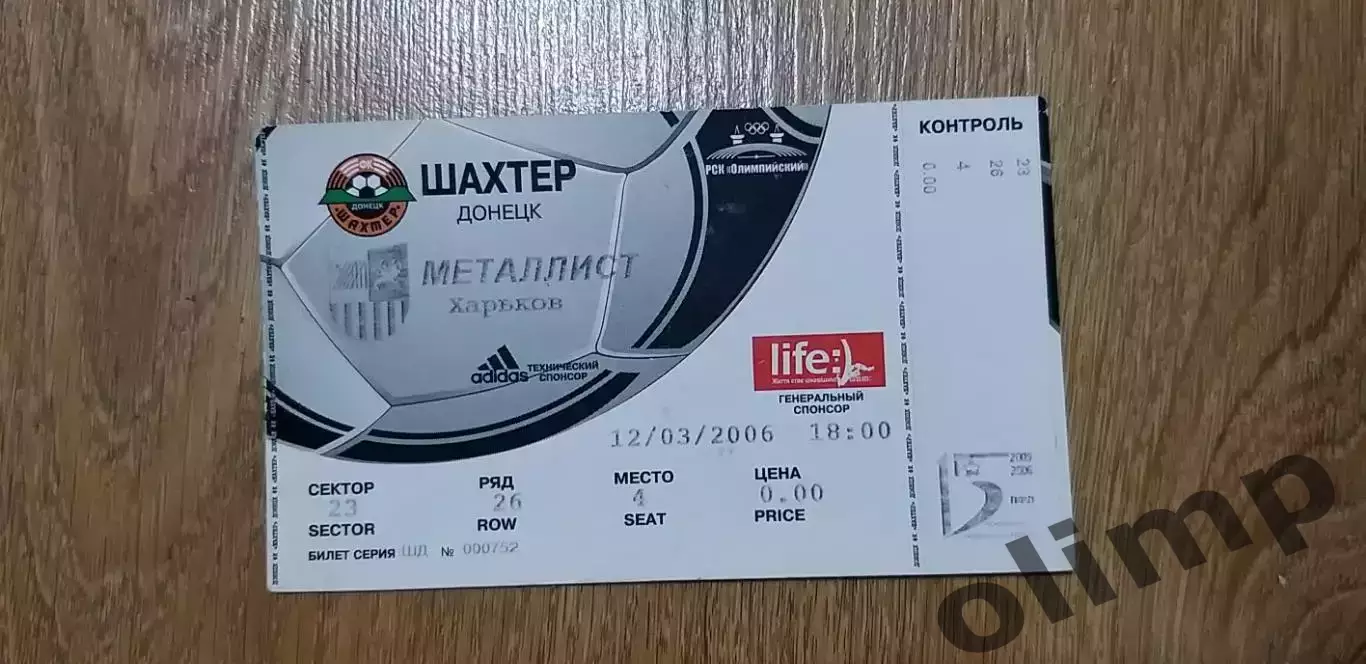 ФК
ДОНЕЦК
ШАХТЕР
ШАХТЕР
ДОНЕЦК
МЕТАЛЛИСТ
Харьков
РСК «Олимпийский»
КОНТРОЛЬ
23
26
4
0.00
adidas
ТЕХНИЧЕСКИЙ
СПОНСОР
life:)
ГЕНЕРАЛЬНЫЙ
СПОНСОР
12/03/2006 18:00
СЕКТОР РЯД МЕСТО ЦЕНА
23 26 4 0.00
SECTOR ROW SEAT PRICE
БИЛЕТ СЕРИЯ ШД № 000752
2005
2006
olimp